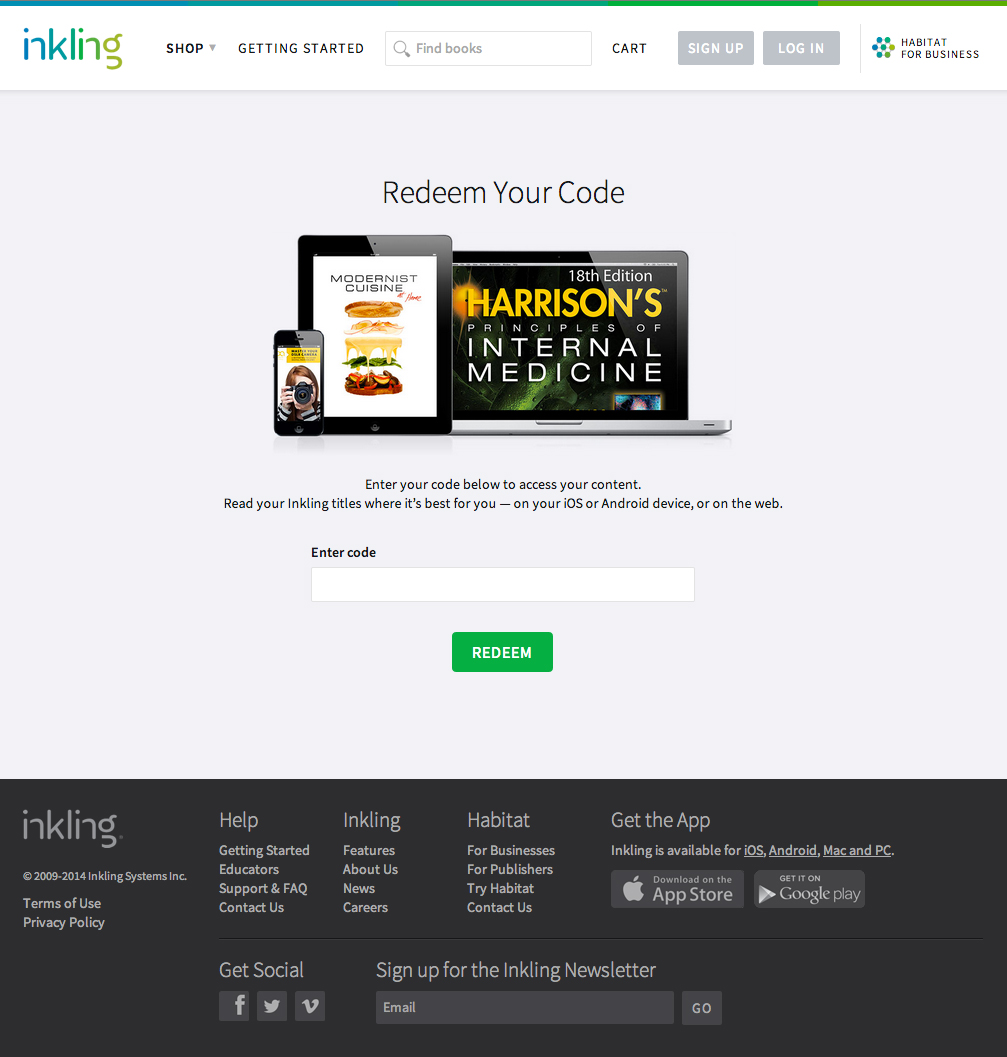 inkling
SHOP ▾
GETTING STARTED
Find books
CART
SIGN UP
LOG IN
HABITAT
FOR BUSINESS
Redeem Your Code
MODERNIST
CUISINE
at Home
18th Edition
HARRISON'S™
PRINCIPLES OF
INTERNAL
MEDICINE
Enter your code below to access your content.
Read your Inkling titles where it's best for you — on your iOS or Android device, or on the web.
Enter code
REDEEM
inkling
© 2009-2014 Inkling Systems Inc.
Terms of Use
Privacy Policy
Help
Getting Started
Educators
Support & FAQ
Contact Us
Inkling
Features
About Us
News
Careers
Habitat
For Businesses
For Publishers
Try Habitat
Contact Us
Get the App
Inkling is available for iOS, Android, Mac and PC.
Download on the
App Store
GET IT ON
Google play
Get Social
Sign up for the Inkling Newsletter
Email
GO